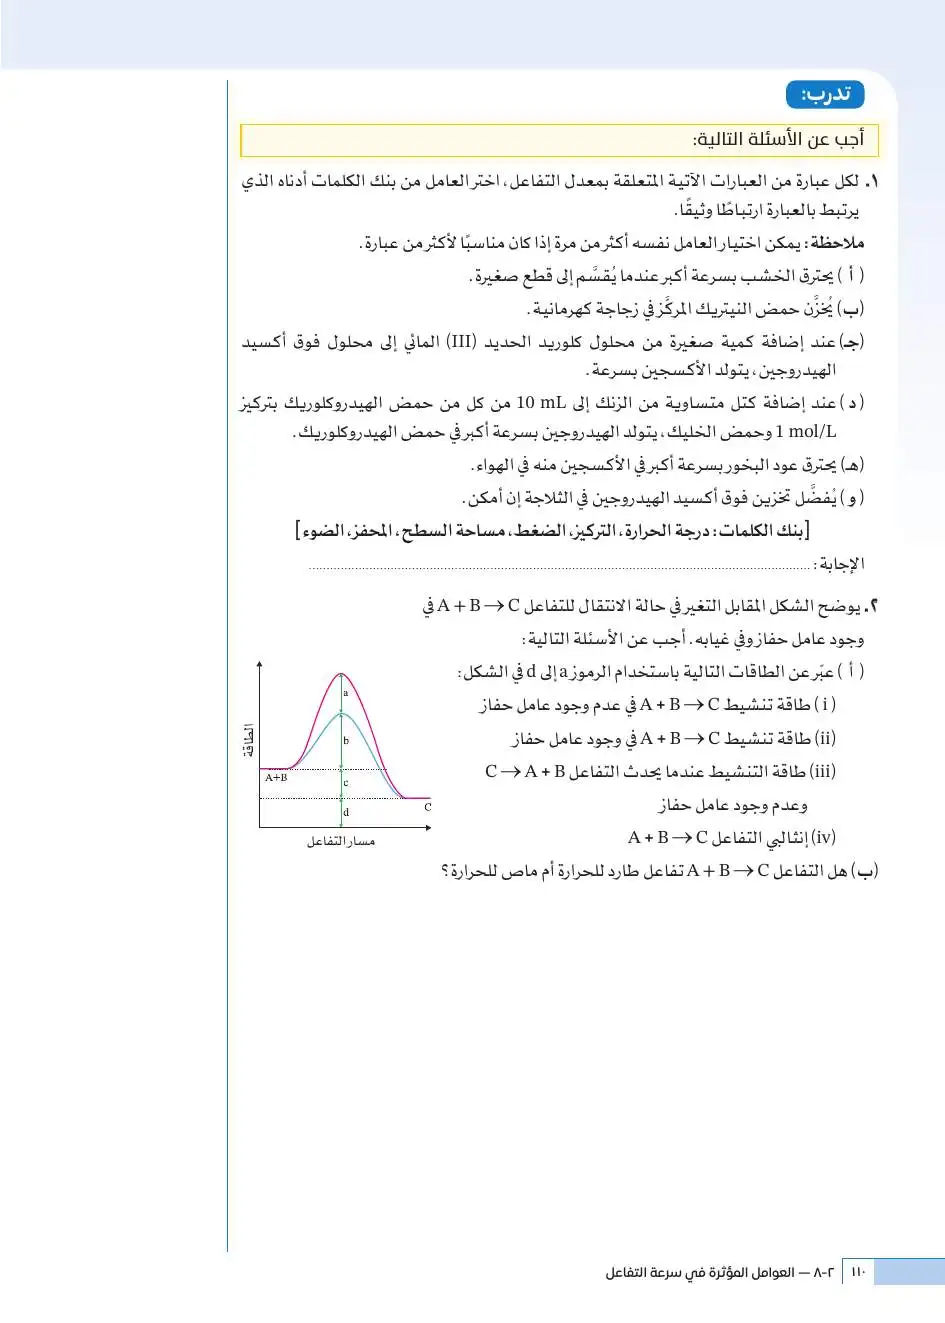 تدرب:
أجب عن الأسئلة التالية:
١. لكل عبارة من العبارات الآتية المتعلقة بمعدل التفاعل، اختر العامل من بنك الكلمات أدناه الذي
يرتبط بالعبارة ارتباطًا وثيقًا.
ملاحظة: يمكن اختيار العامل نفسه أكثر من مرة إذا كان مناسبًا لأكثر من عبارة.
( أ ) يحترق الخشب بسرعة أكبر عندما يُقسَّم إلى قطع صغيرة.
(ب) يُخزَّن حمض النيتريك المركَّز في زجاجة كهرمانية.
(جـ) عند إضافة كمية صغيرة من محلول كلوريد الحديد (III) المائي إلى محلول فوق أكسيد
الهيدروجين، يتولد الأكسجين بسرعة.
( د ) عند إضافة كتل متساوية من الزنك إلى 10 mL من كل من حمض الهيدروكلوريك بتركيز
1 mol/L وحمض الخليك، يتولد الهيدروجين بسرعة أكبر في حمض الهيدروكلوريك.
(هـ) يحترق عود البخور بسرعة أكبر في الأكسجين منه في الهواء.
( و ) يُفضَّل تخزين فوق أكسيد الهيدروجين في الثلاجة إن أمكن.
[بنك الكلمات: درجة الحرارة، التركيز، الضغط، مساحة السطح، المحفز، الضوء]
الإجابة: ........................................
٢. يوضح الشكل المقابل التغير في حالة الانتقال للتفاعل A + B → C في
وجود عامل حفاز وفي غيابه. أجب عن الأسئلة التالية:
( أ ) عبّر عن الطاقات التالية باستخدام الرموز a إلى d في الشكل:
( i ) طاقة تنشيط A + B → C في عدم وجود عامل حفاز
(ii) طاقة تنشيط A + B → C في وجود عامل حفاز
(iii) طاقة التنشيط عندما يحدث التفاعل C → A + B
وعدم وجود عامل حفاز
(iv) إنثالبي التفاعل A + B → C
(ب) هل التفاعل A + B → C تفاعل طارد للحرارة أم ماص للحرارة؟
الطاقة
a
b
A+B
c
C
d
مسار التفاعل
١١٠
٢-٨ — العوامل المؤثرة في سرعة التفاعل